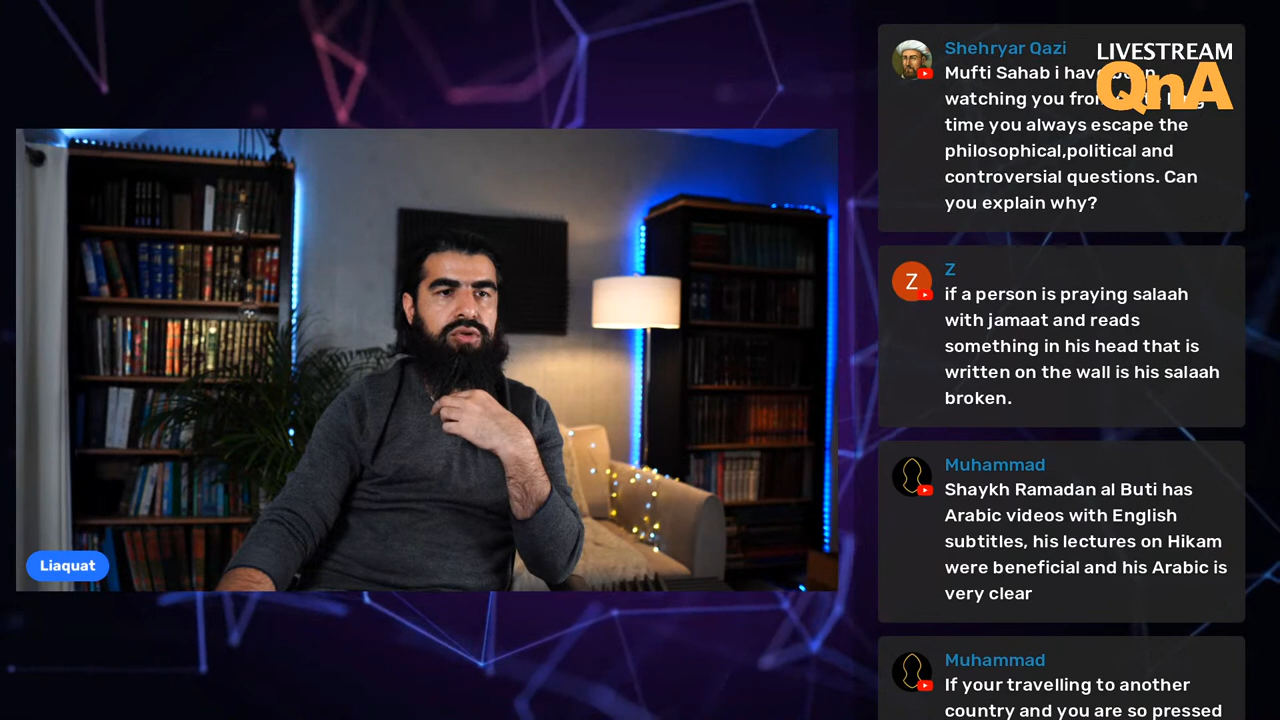 Liaquat
LIVESTREAM
QnA
Shehryar Qazi
Mufti Sahab i have been
watching you from long
time you always escape the
philosophical,political and
controversial questions. Can
you explain why?
Z
Z
if a person is praying salaah
with jamaat and reads
something in his head that is
written on the wall is his salaah
broken.
Muhammad
Shaykh Ramadan al Buti has
Arabic videos with English
subtitles, his lectures on Hikam
were beneficial and his Arabic is
very clear
Muhammad
If your travelling to another
country and you are so pressed